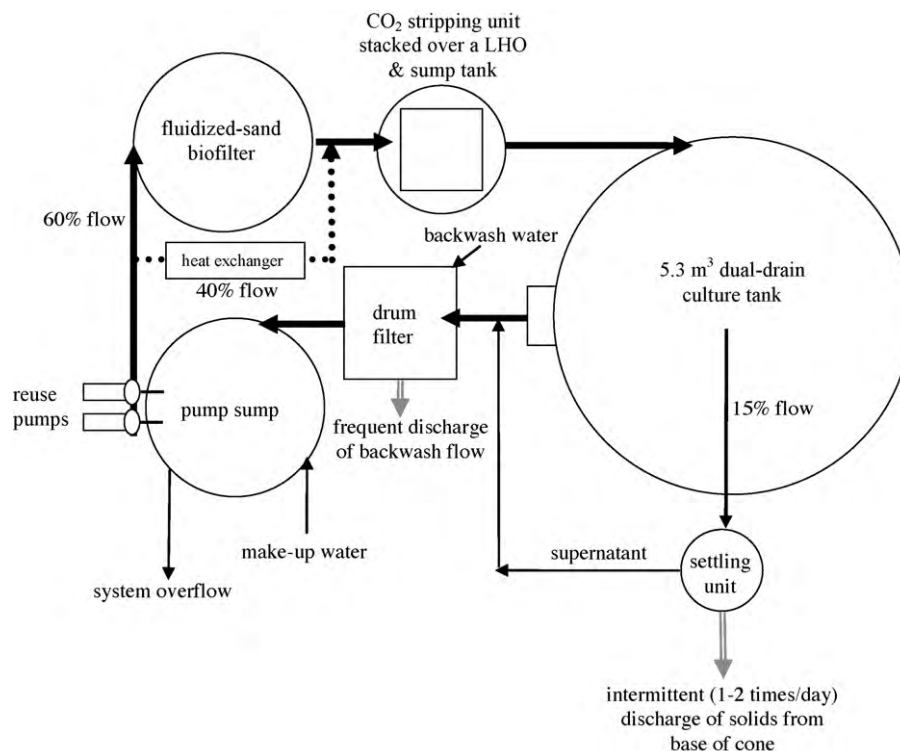 CO₂ stripping unit
stacked over a LHO
& sump tank
fluidized-sand
biofilter
60% flow
heat exchanger
40% flow
backwash water
5.3 m³ dual-drain
culture tank
drum
filter
reuse
pumps
pump sump
frequent discharge
of backwash flow
15% flow
make-up water
system overflow
supernatant
settling
unit
intermittent (1-2 times/day)
discharge of solids from
base of cone